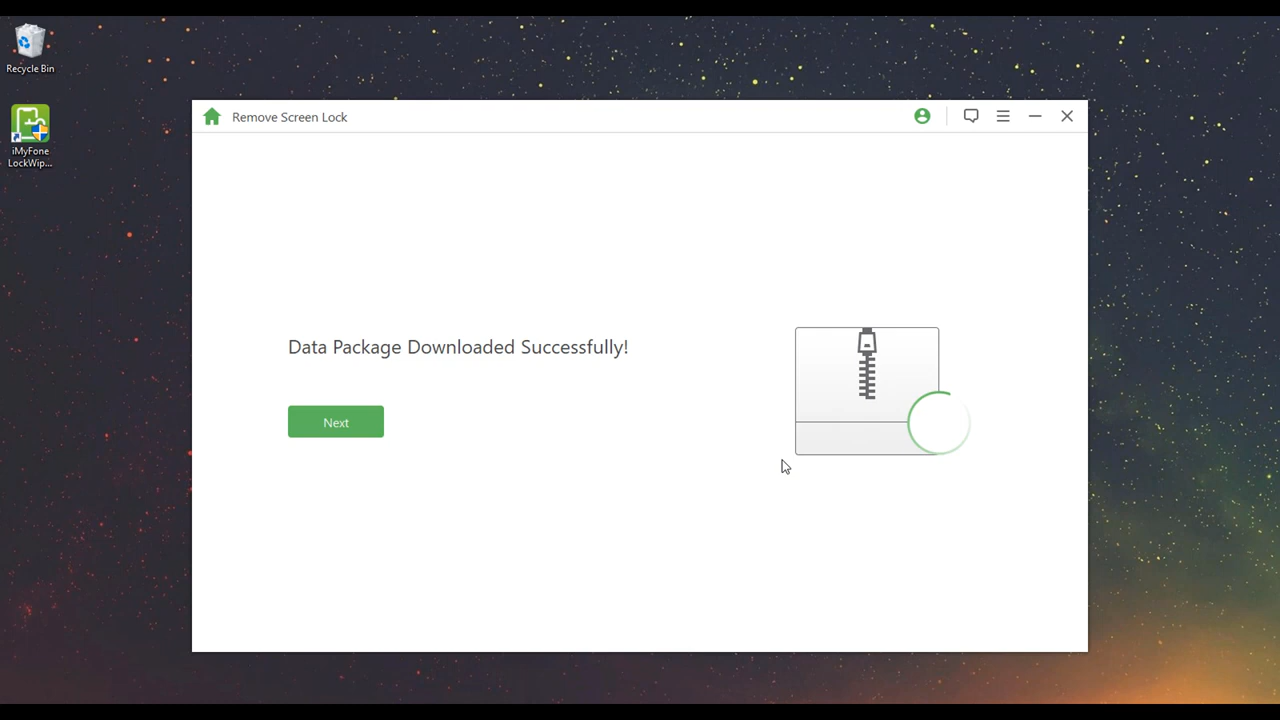 Recycle Bin
iMyFone
LockWip...
Remove Screen Lock
Data Package Downloaded Successfully!
Next